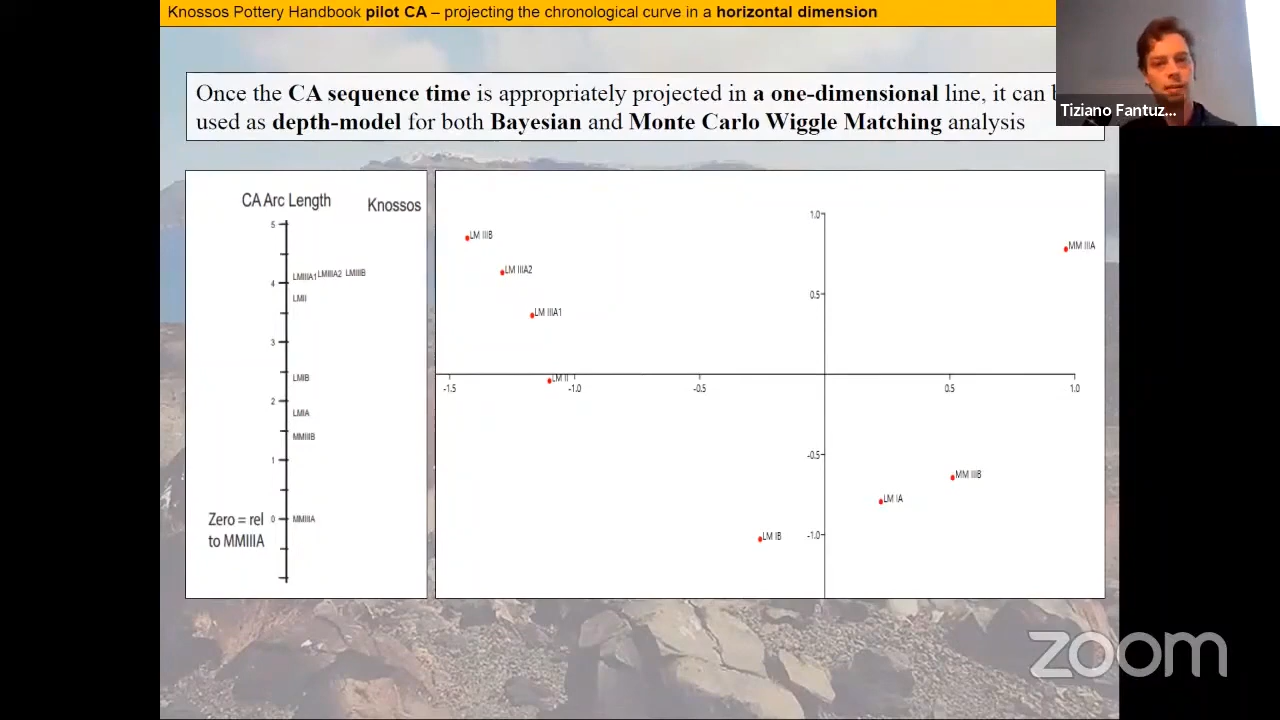 Knossos Pottery Handbook pilot CA – projecting the chronological curve in a horizontal dimension
Once the CA sequence time is appropriately projected in a one-dimensional line, it can
used as depth-model for both Bayesian and Monte Carlo Wiggle Matching analysis
Tiziano Fantuz...
CA Arc Length
Knossos
5
LMIIIA1 LMIIIA2 LMIIIB
4
LMII
3
LMIB
2
LMIA
MMIIIB
1
Zero = rel
to MMIIIA
0
MMIIIA
1.0
LM IIIB
MM IIIA
LM IIIA2
0.5
LM IIIA1
LM II
-1.5
-1.0
-0.5
0.5
1.0
-0.5
MM IIIB
LM IA
LM IB
-1.0
zoom